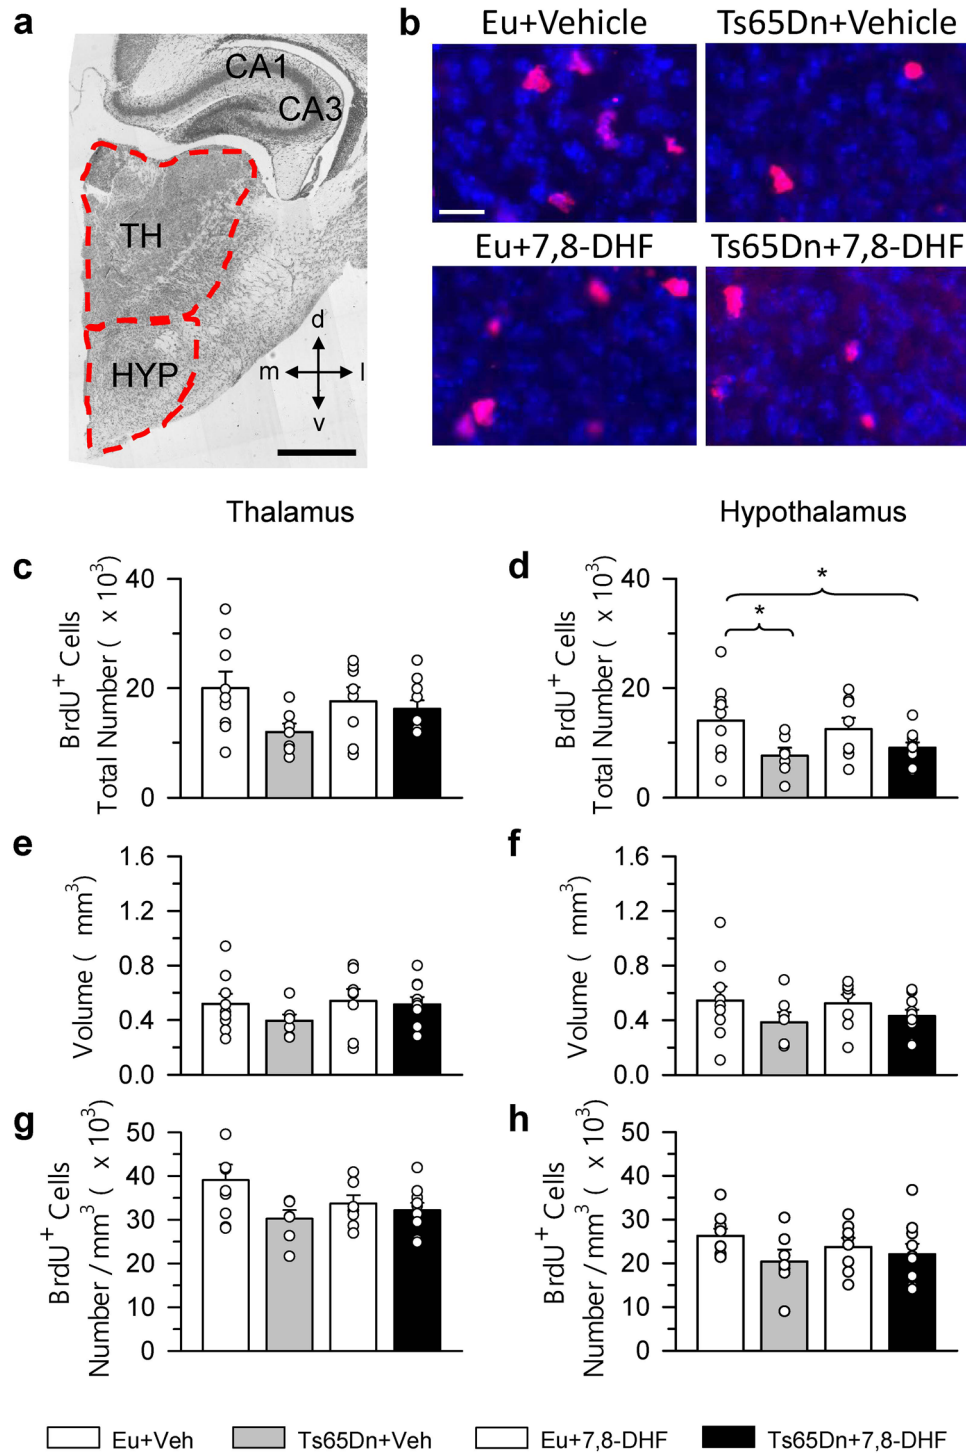 a
CA1
CA3
TH
HYP
d
m
l
v
b
Eu+Vehicle
Ts65Dn+Vehicle
Eu+7,8-DHF
Ts65Dn+7,8-DHF
Thalamus
Hypothalamus
c
BrdU+ Cells
Total Number ( x 103)
40
20
0
d
BrdU+ Cells
Total Number ( x 103)
40
20
0
*
*
e
Volume ( mm3)
1.6
1.2
0.8
0.4
0.0
f
Volume ( mm3)
1.6
1.2
0.8
0.4
0.0
g
BrdU+ Cells
Number/mm3 ( x 103)
50
40
30
20
10
0
h
BrdU+ Cells
Number/mm3 ( x 103)
50
40
30
20
10
0
Eu+Veh
Ts65Dn+Veh
Eu+7,8-DHF
Ts65Dn+7,8-DHF